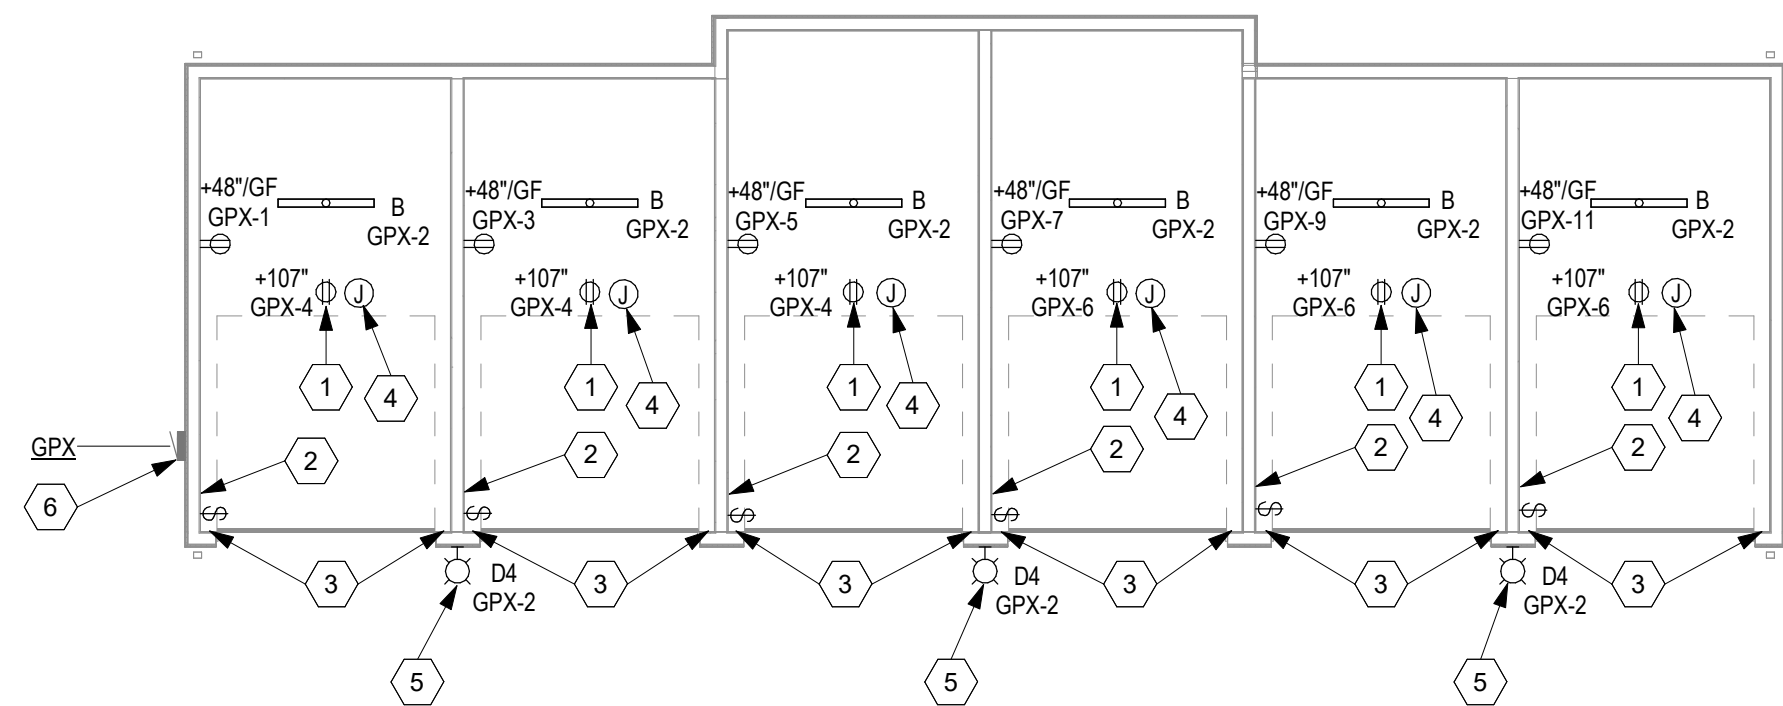 +48"/GF
GPX-1
B
GPX-2
+48"/GF
GPX-3
B
GPX-2
+48"/GF
GPX-5
B
GPX-2
+48"/GF
GPX-7
B
GPX-2
+48"/GF
GPX-9
B
GPX-2
+48"/GF
GPX-11
B
GPX-2
+107"
GPX-4
J
+107"
GPX-4
J
+107"
GPX-4
J
+107"
GPX-6
J
+107"
GPX-6
J
+107"
GPX-6
J
1
4
1
4
1
4
1
4
1
4
1
4
GPX
2
2
2
2
2
2
6
$
$
$
$
$
$
3
D4
GPX-2
3
3
D4
GPX-2
3
D4
GPX-2
3
5
5
5